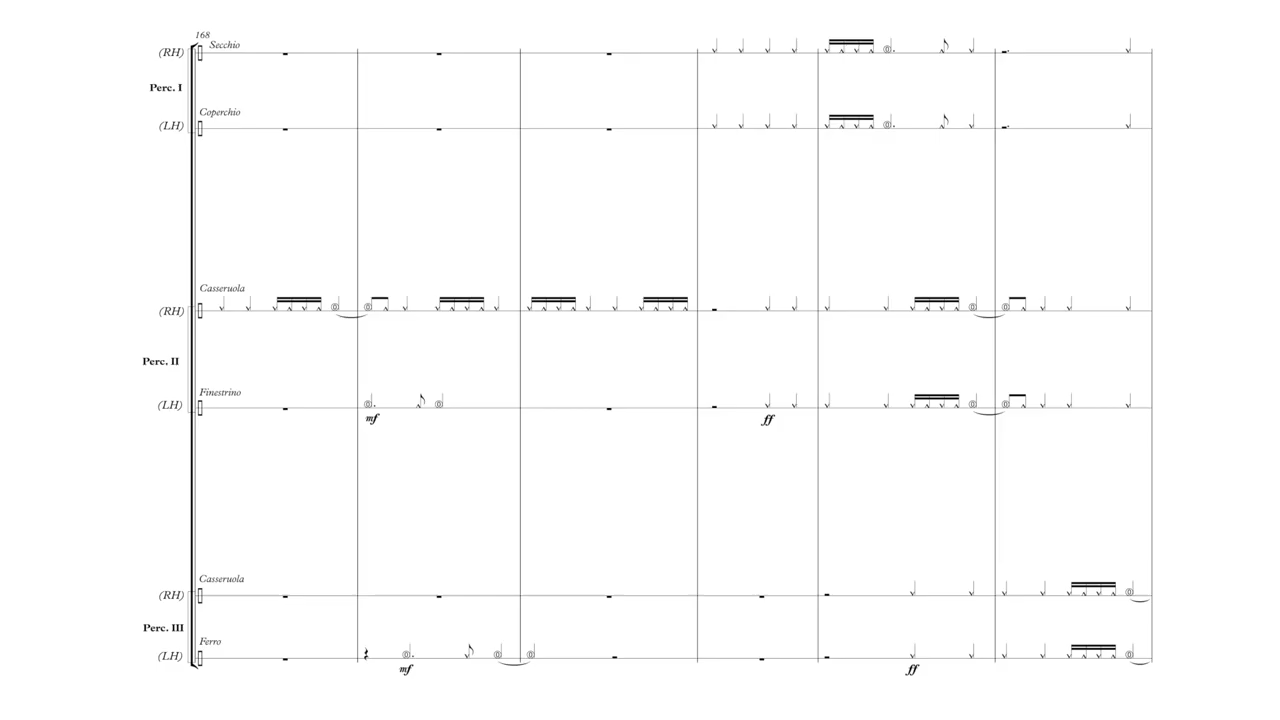 168
(RH) Secchio
Perc. I
Coperchio
(LH)
Casseruola
(RH)
Perc. II
Finestrino
(LH)
mf
ff
Casseruola
(RH)
Perc. III
Ferro
(LH)
mf
ff